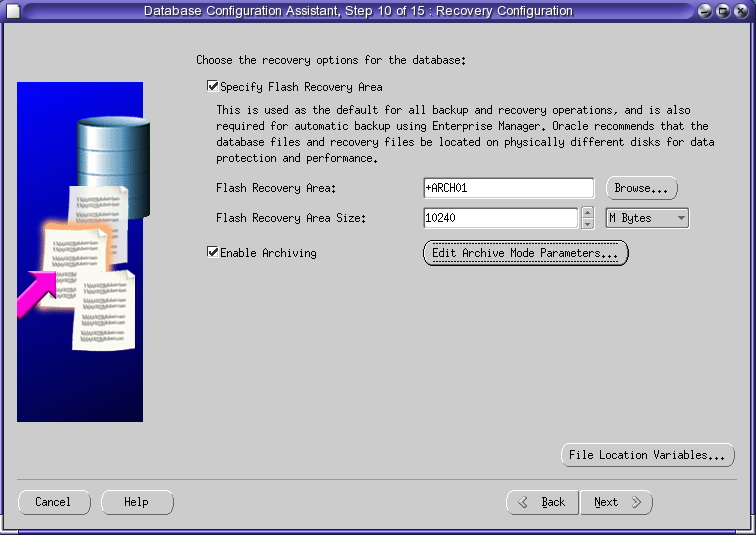 Database Configuration Assistant, Step 10 of 15 : Recovery Configuration
Choose the recovery options for the database:
Specify Flash Recovery Area
This is used as the default for all backup and recovery operations, and is also
required for automatic backup using Enterprise Manager. Oracle recommends that the
database files and recovery files be located on physically different disks for data
protection and performance.
Flash Recovery Area: +ARCH01 Browse...
Flash Recovery Area Size: 10240 M Bytes
Enable Archiving Edit Archive Mode Parameters...
File Location Variables...
Cancel Help Back Next